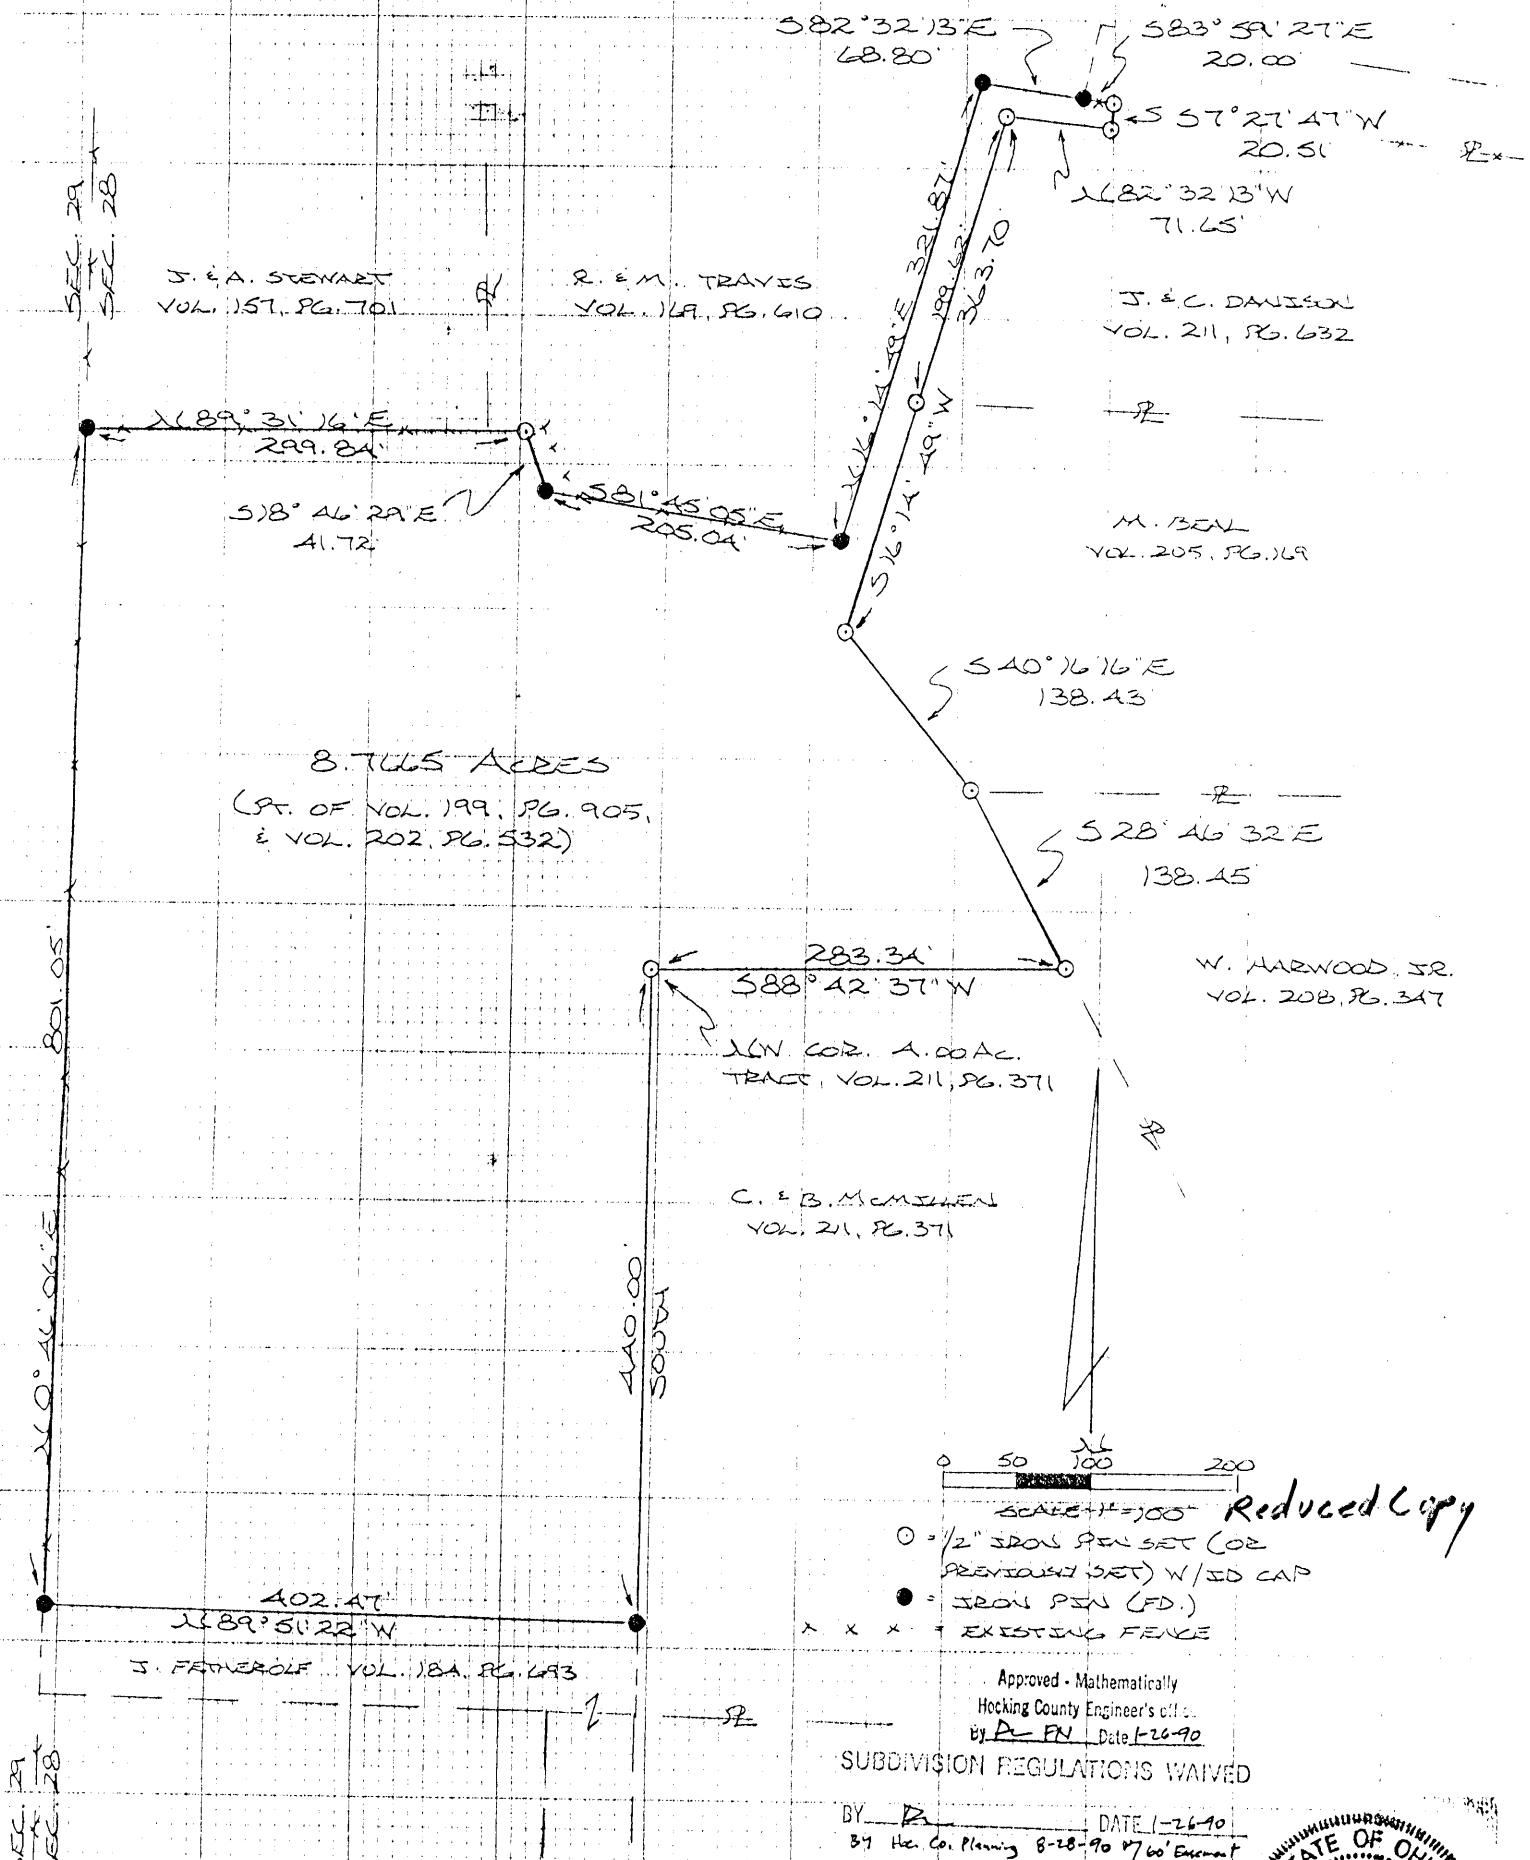 S82°32'13"E
68.80'
S83°59'27"E
20.00'
S 57°27'47"W
20.51'
N82°32'13"W
71.65'
SEC. 29
SEC. 28
J. & A. STEWART
VOL. 157, PG. 701
R. & M. TRAVIS
VOL. 169, PG. 610
J. & C. DAVISON
VOL. 211, PG. 632
N16°14'49"E 321.87'
199.62'
363.70
S16°14'49"W
N89°31'16"E
299.84'
S18°46'29"E
41.72'
S81°45'05"E
205.04'
M. BEAL
VOL. 205, PG. 169
S40°16'16"E
138.43'
8.7665 ACRES
(PT. OF VOL. 199, PG. 905,
& VOL. 202, PG. 532)
S28°46'32"E
138.45
283.34'
S88°42'37"W
W. HARWOOD, JR.
VOL. 208, PG. 347
NW COR. 4.00 AC.
TRACT, VOL. 211, PG. 371
801.05'
N0°46'06"E
C. & B. MCMILLEN
VOL. 211, PG. 371
440.00'
SOUTH
N
0 50 100 200
SCALE 1"=100'
Reduced Copy
= 1/2" IRON PIN SET (OR
PREVIOUSLY SET) W/ID CAP
= IRON PIN (FD.)
x x x = EXISTING FENCE
402.47'
N89°51'22"W
J. FETHEROLF VOL. 184, PG. 693
Approved - Mathematically
Hocking County Engineer's office
By Date 1-26-90
SUBDIVISION REGULATIONS WAIVED
BY DATE 1-26-90
BY Hoc. Co. Planning 8-28-90 w/60' Easement
SEC. 29
SEC. 28
STATE OF OHIO